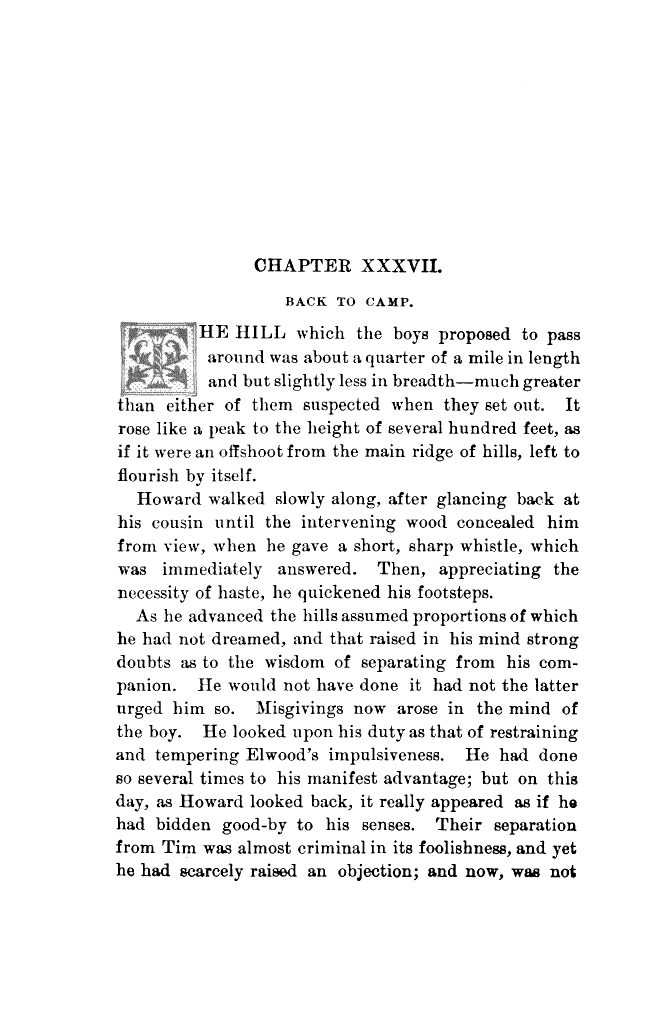 CHAPTER XXXVII.
BACK TO CAMP.
THE HILL which the boys proposed to pass
around was about a quarter of a mile in length
and but slightly less in breadth—much greater
than either of them suspected when they set out. It
rose like a peak to the height of several hundred feet, as
if it were an offshoot from the main ridge of hills, left to
flourish by itself.
Howard walked slowly along, after glancing back at
his cousin until the intervening wood concealed him
from view, when he gave a short, sharp whistle, which
was immediately answered. Then, appreciating the
necessity of haste, he quickened his footsteps.
As he advanced the hills assumed proportions of which
he had not dreamed, and that raised in his mind strong
doubts as to the wisdom of separating from his com-
panion. He would not have done it had not the latter
urged him so. Misgivings now arose in the mind of
the boy. He looked upon his duty as that of restraining
and tempering Elwood's impulsiveness. He had done
so several times to his manifest advantage; but on this
day, as Howard looked back, it really appeared as if he
had bidden good-by to his senses. Their separation
from Tim was almost criminal in its foolishness, and yet
he had scarcely raised an objection; and now, was not